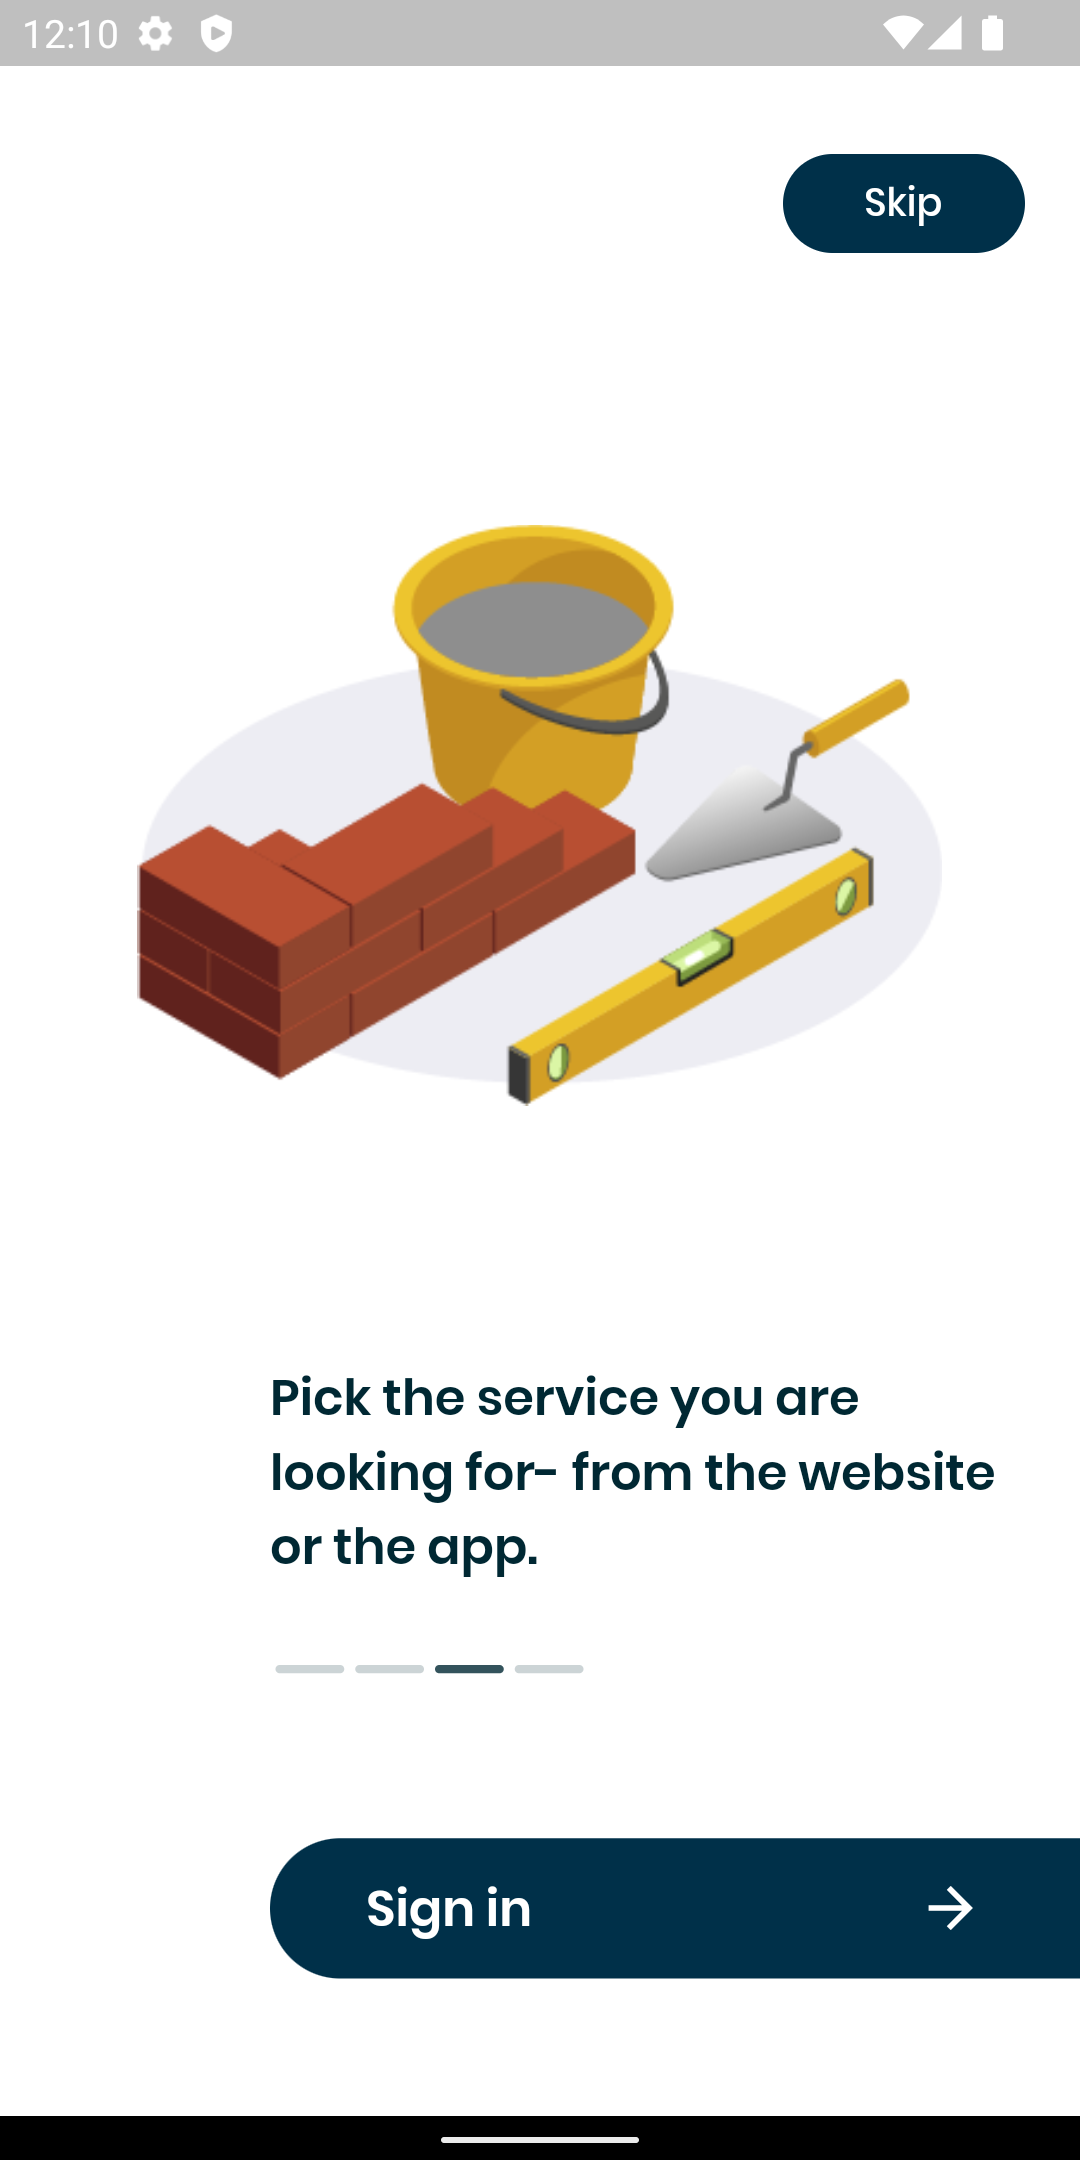 12:10
Skip
Pick the service you are
looking for- from the website
or the app.
Sign in